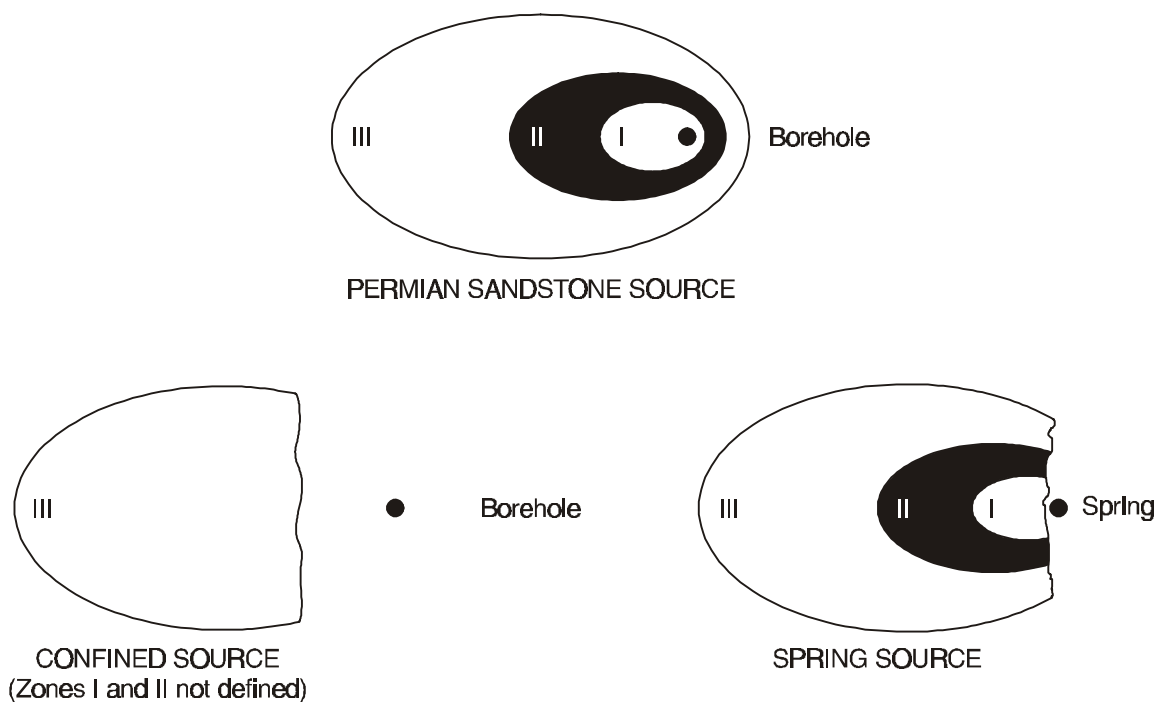 III
II
I
Borehole
PERMIAN SANDSTONE SOURCE
III
Borehole
CONFINED SOURCE
(Zones I and II not defined)
III
II
I
Spring
SPRING SOURCE